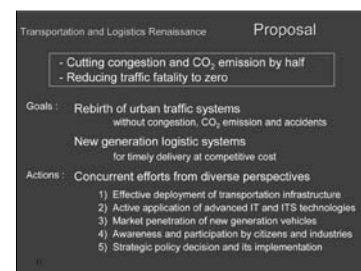 Transportation and Logistics Renaissance Proposal
- Cutting congestion and CO₂ emission by half
- Reducing traffic fatality to zero
Goals : Rebirth of urban traffic systems
without congestion, CO₂ emission and accidents
New generation logistic systems
for timely delivery at competitive cost
Actions : Concurrent efforts from diverse perspectives
1) Effective deployment of transportation infrastructure
2) Active application of advanced IT and ITS technologies
3) Market penetration of new generation vehicles
4) Awareness and participation by citizens and industries
5) Strategic policy decision and its implementation